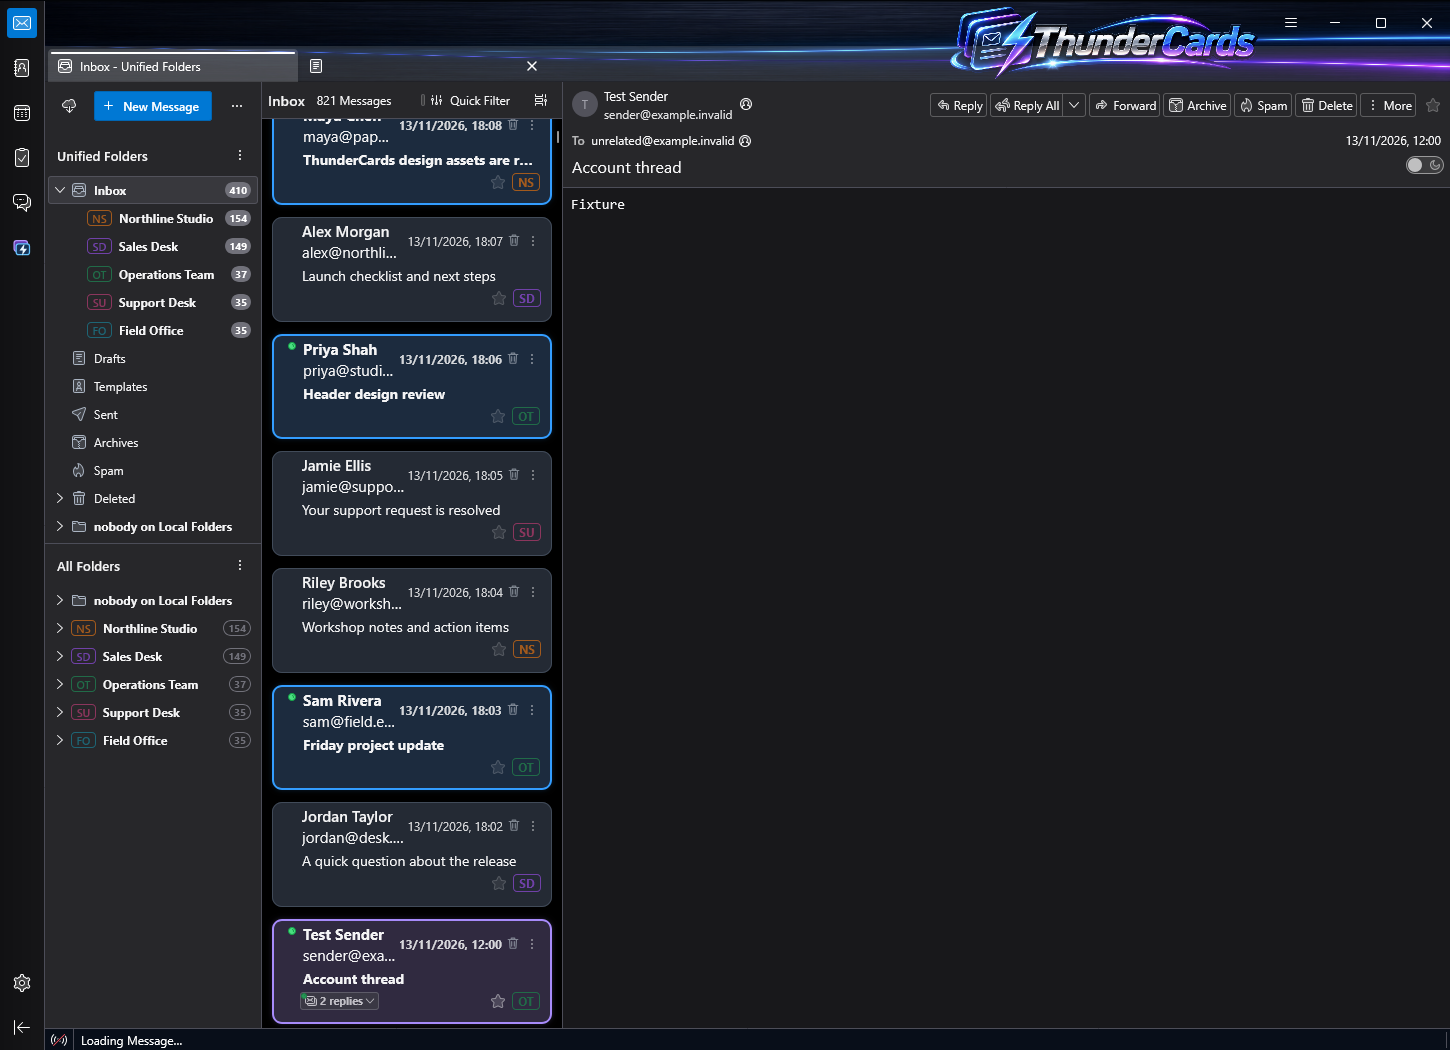 ThunderCards
Inbox - Unified Folders
New Message
Unified Folders
Inbox 410
NS Northline Studio 154
SD Sales Desk 149
OT Operations Team 37
SU Support Desk 35
FO Field Office 35
Drafts
Templates
Sent
Archives
Spam
Deleted
nobody on Local Folders
All Folders
nobody on Local Folders
NS Northline Studio 154
SD Sales Desk 149
OT Operations Team 37
SU Support Desk 35
FO Field Office 35
Inbox 821 Messages Quick Filter
Maya Chen 13/11/2026, 18:08
maya@pap...
ThunderCards design assets are r...
NS
Alex Morgan 13/11/2026, 18:07
alex@northli...
Launch checklist and next steps
SD
Priya Shah 13/11/2026, 18:06
priya@studi...
Header design review
OT
Jamie Ellis 13/11/2026, 18:05
jamie@suppo...
Your support request is resolved
SU
Riley Brooks 13/11/2026, 18:04
riley@worksh...
Workshop notes and action items
NS
Sam Rivera 13/11/2026, 18:03
sam@field.e...
Friday project update
OT
Jordan Taylor 13/11/2026, 18:02
jordan@desk....
A quick question about the release
SD
Test Sender 13/11/2026, 12:00
sender@exa...
Account thread
2 replies OT
T Test Sender
sender@example.invalid
Reply Reply All Forward Archive Spam Delete More
To unrelated@example.invalid 13/11/2026, 12:00
Account thread
Fixture
Loading Message...